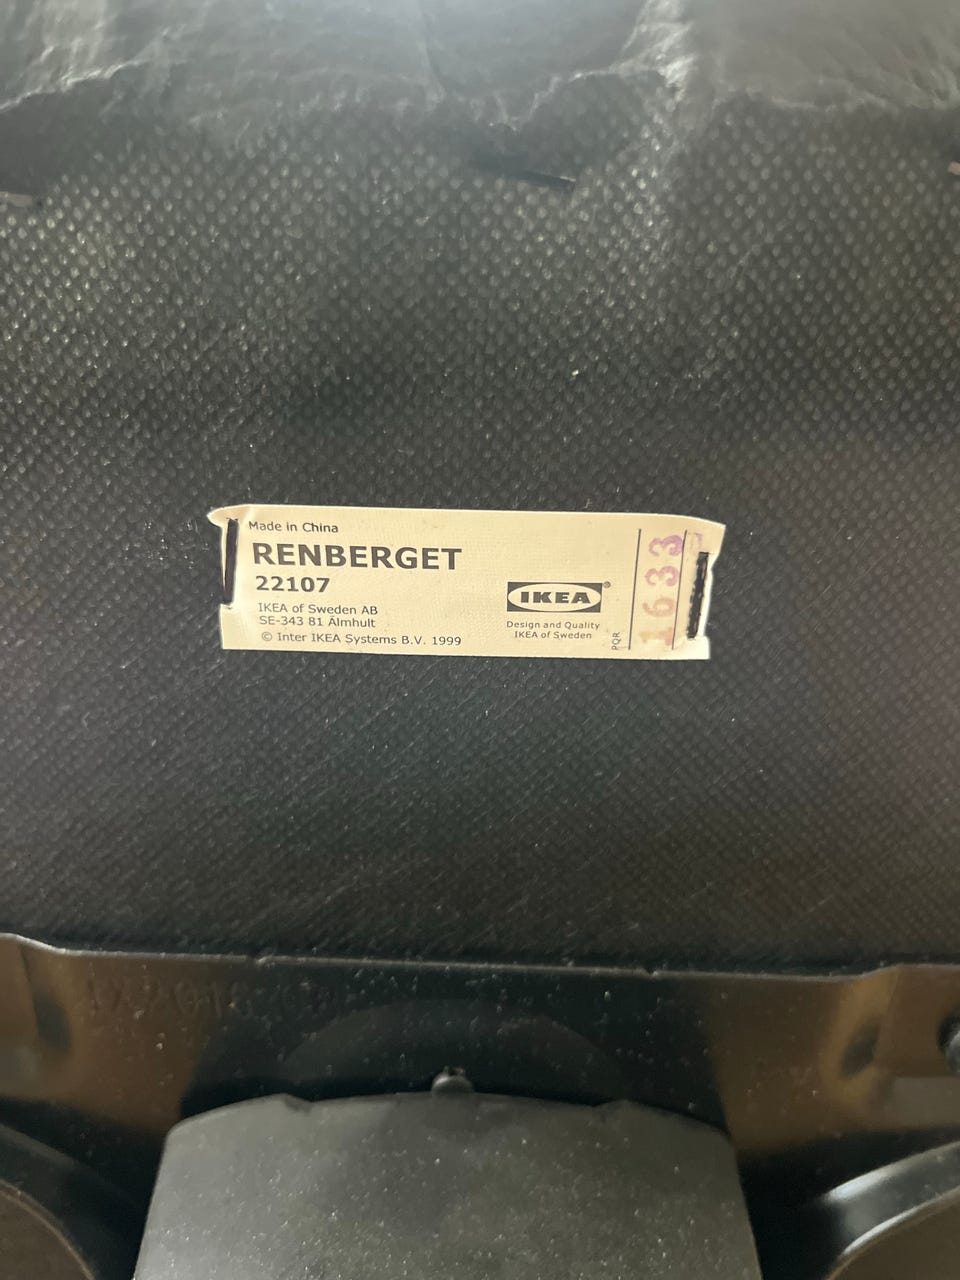 Made in China
RENBERGET
22107
IKEA of Sweden AB
SE-343 81 Älmhult
© Inter IKEA Systems B.V. 1999
IKEA®
Design and Quality
IKEA of Sweden
PQR
1633